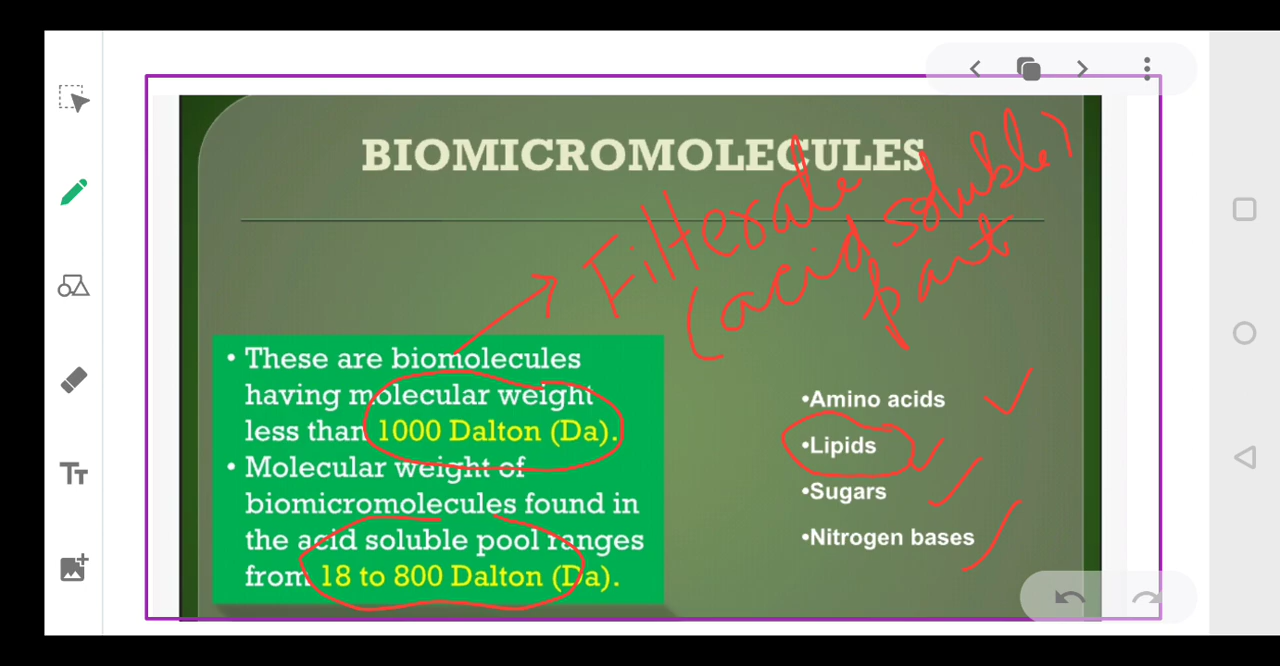 BIOMICROMOLECULES
Filterate
(acid soluble)
part
• These are biomolecules
having molecular weight
less than 1000 Dalton (Da).
• Molecular weight of
biomicromolecules found in
the acid soluble pool ranges
from 18 to 800 Dalton (Da).
•Amino acids
•Lipids
•Sugars
•Nitrogen bases
TT